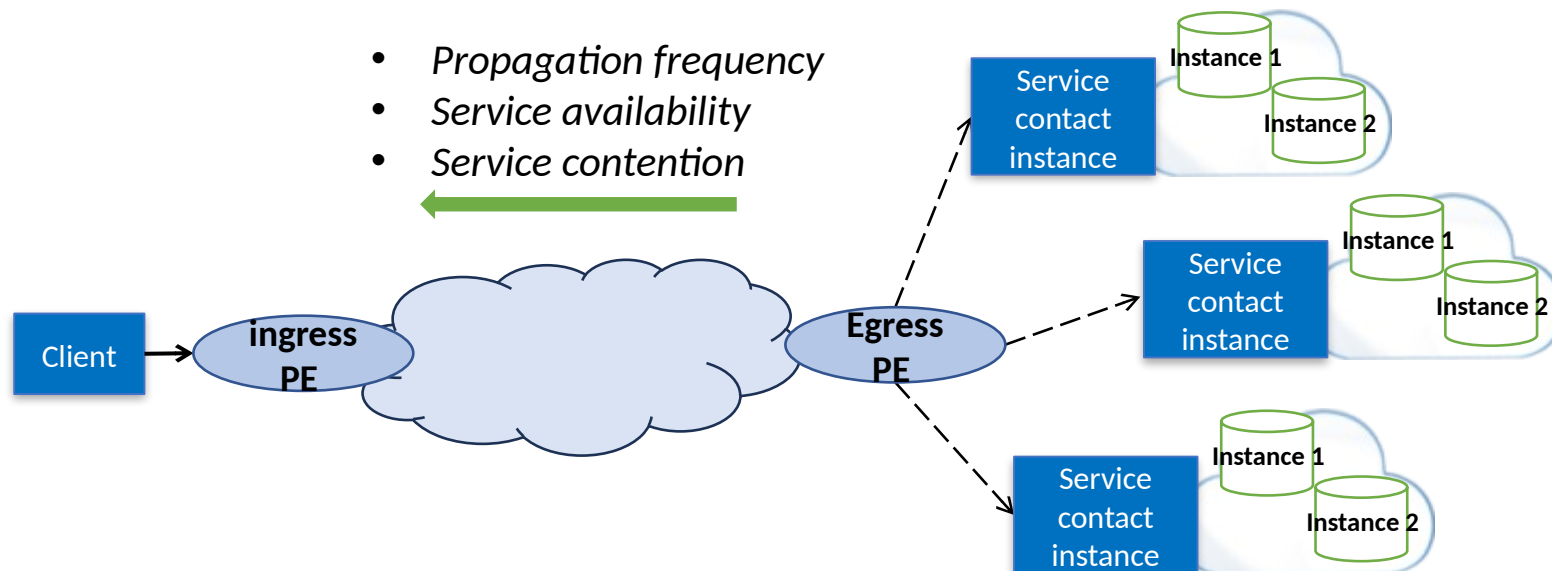 • Propagation frequency
• Service availability
• Service contention
Client
ingress
PE
Egress
PE
Service
contact
instance
Instance 1
Instance 2
Service
contact
instance
Instance 1
Instance 2
Service
contact
instance
Instance 1
Instance 2